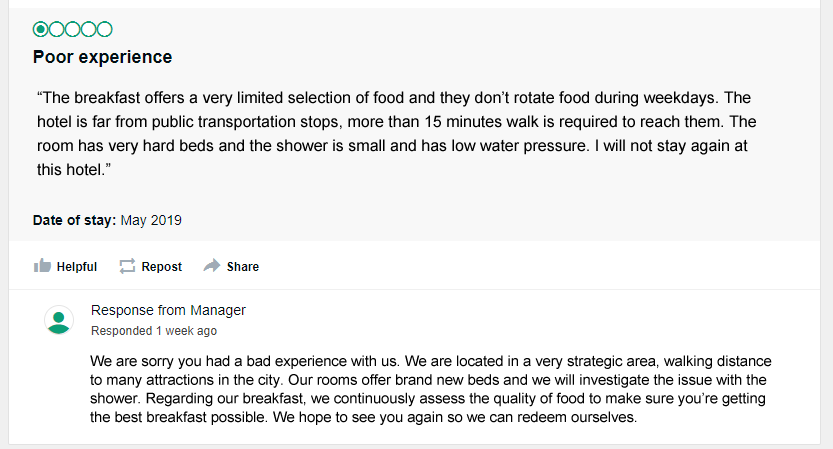 Poor experience
“The breakfast offers a very limited selection of food and they don’t rotate food during weekdays. The
hotel is far from public transportation stops, more than 15 minutes walk is required to reach them. The
room has very hard beds and the shower is small and has low water pressure. I will not stay again at
this hotel.”
Date of stay: May 2019
Helpful Repost Share
Response from Manager
Responded 1 week ago
We are sorry you had a bad experience with us. We are located in a very strategic area, walking distance
to many attractions in the city. Our rooms offer brand new beds and we will investigate the issue with the
shower. Regarding our breakfast, we continuously assess the quality of food to make sure you’re getting
the best breakfast possible. We hope to see you again so we can redeem ourselves.